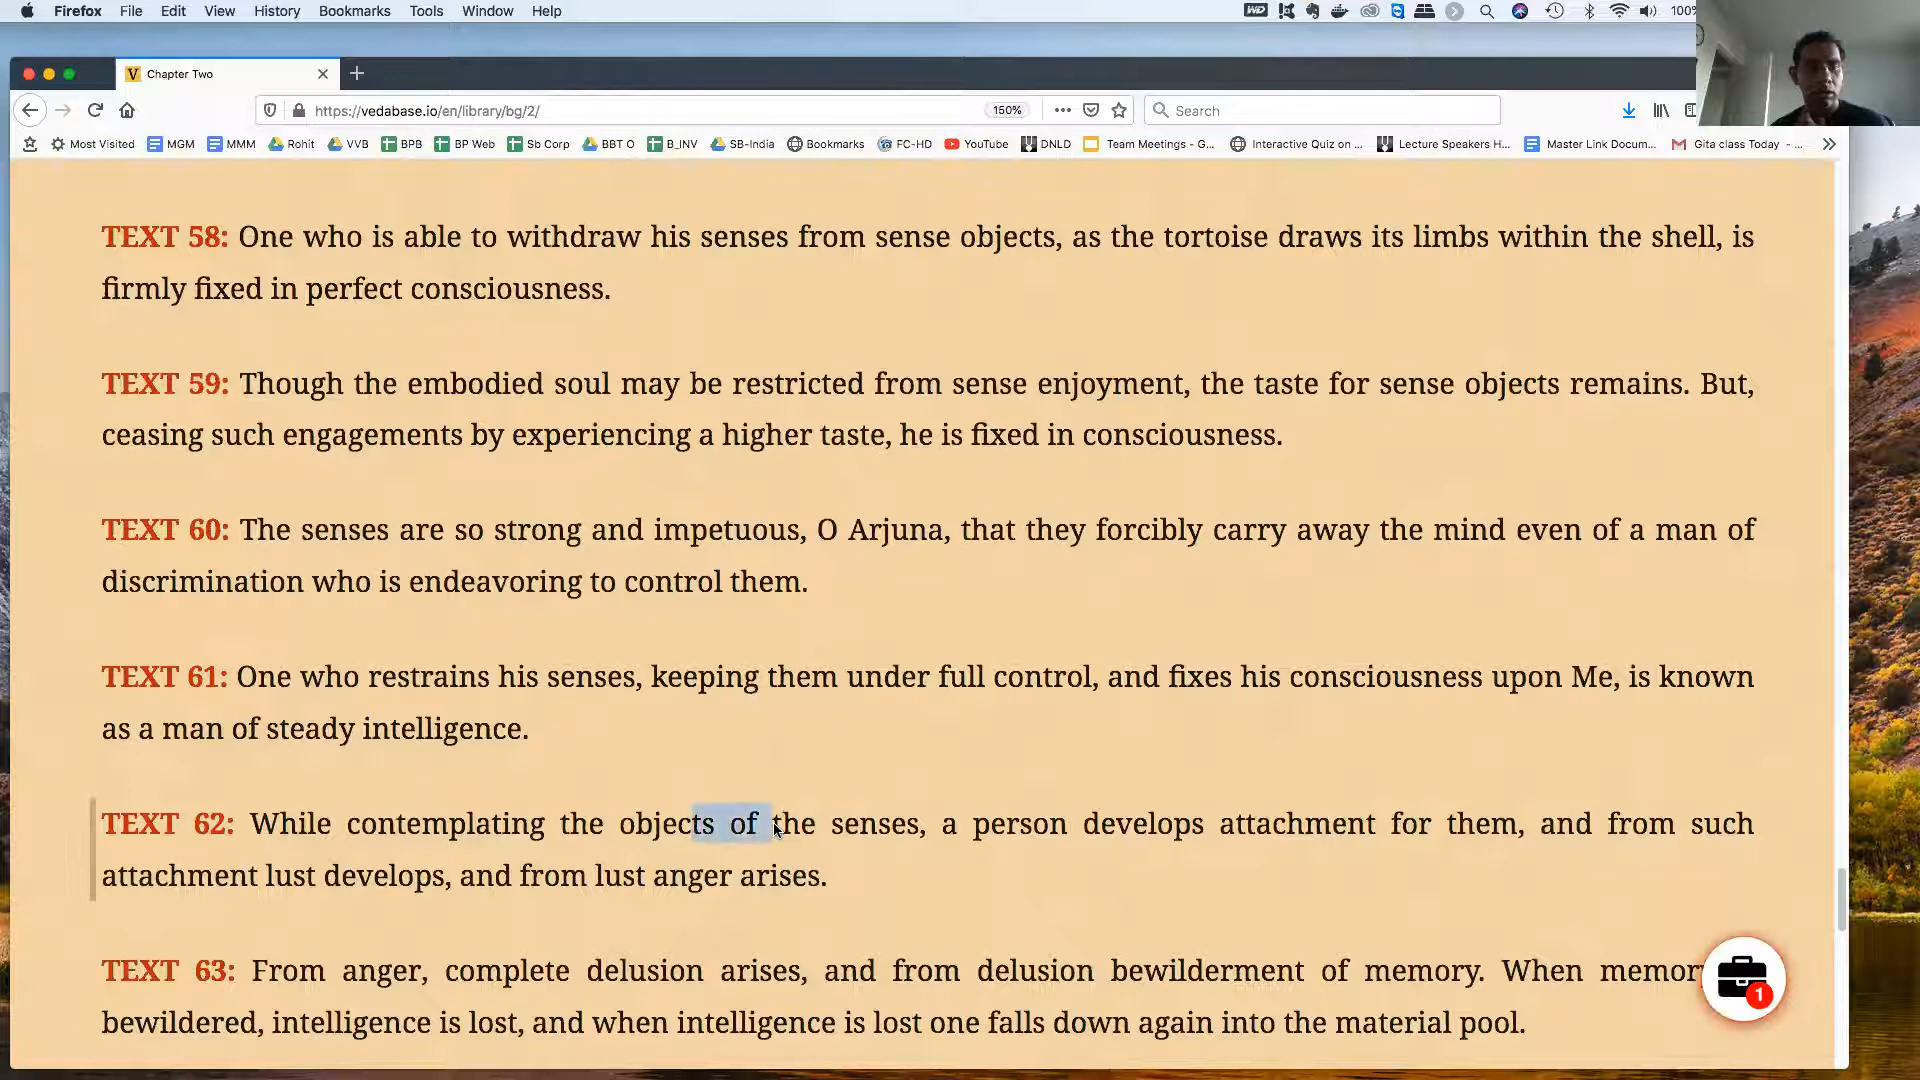 Firefox File Edit View History Bookmarks Tools Window Help
WD 100%
V Chapter Two
https://vedabase.io/en/library/bg/2/ 150% Search
Most Visited MGM MMM Rohit VVB BPB BP Web Sb Corp BBT O B_INV SB-India Bookmarks FC-HD YouTube DNLD Team Meetings - G... Interactive Quiz on ... Lecture Speakers H... Master Link Docum... Gita class Today - ...
TEXT 58: One who is able to withdraw his senses from sense objects, as the tortoise draws its limbs within the shell, is
firmly fixed in perfect consciousness.
TEXT 59: Though the embodied soul may be restricted from sense enjoyment, the taste for sense objects remains. But,
ceasing such engagements by experiencing a higher taste, he is fixed in consciousness.
TEXT 60: The senses are so strong and impetuous, O Arjuna, that they forcibly carry away the mind even of a man of
discrimination who is endeavoring to control them.
TEXT 61: One who restrains his senses, keeping them under full control, and fixes his consciousness upon Me, is known
as a man of steady intelligence.
TEXT 62: While contemplating the objects of the senses, a person develops attachment for them, and from such
attachment lust develops, and from lust anger arises.
TEXT 63: From anger, complete delusion arises, and from delusion bewilderment of memory. When memory
bewildered, intelligence is lost, and when intelligence is lost one falls down again into the material pool.
1